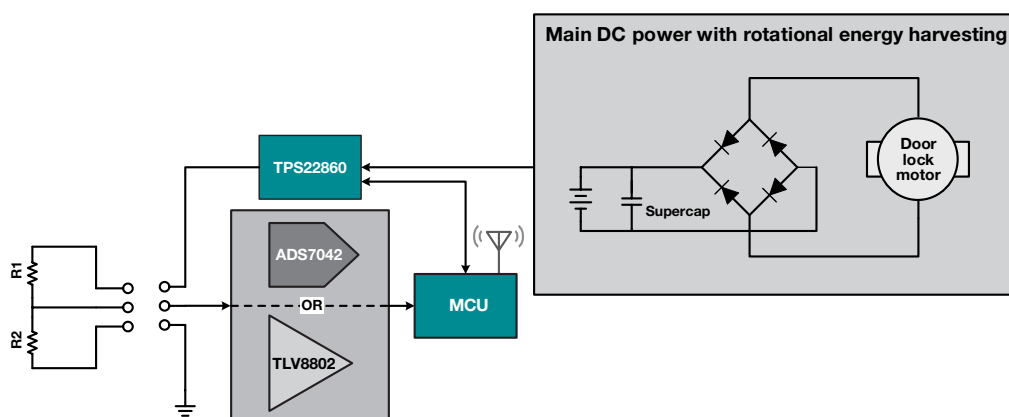 Main DC power with rotational energy harvesting
Door
lock
motor
TPS22860
Supercap
ADS7042
R1
OR
MCU
R2
TLV8802